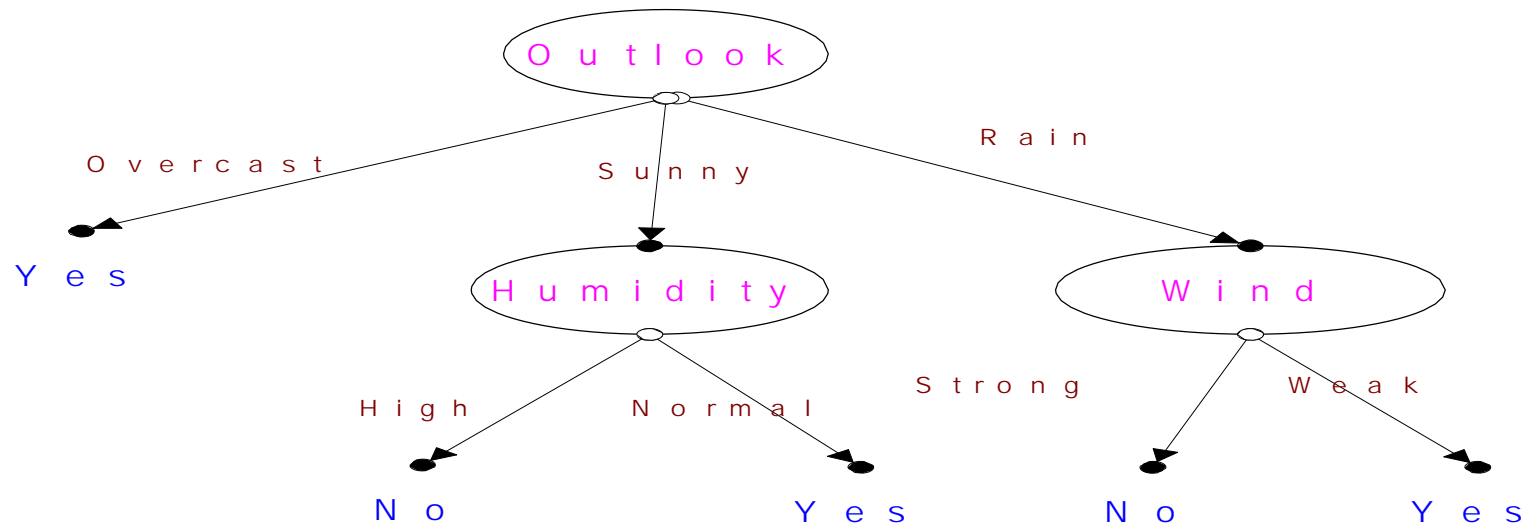 Outlook
Rain
Overcast
Sunny
Yes
Humidity
Wind
Strong
Weak
High
Normal
No
Yes
No
Yes